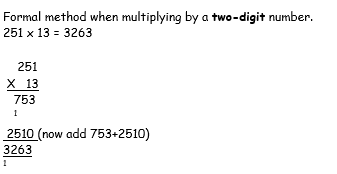 Formal method when multiplying by a two-digit number.
251 x 13 = 3263
251
X 13
753
1
2510 (now add 753+2510)
3263
1